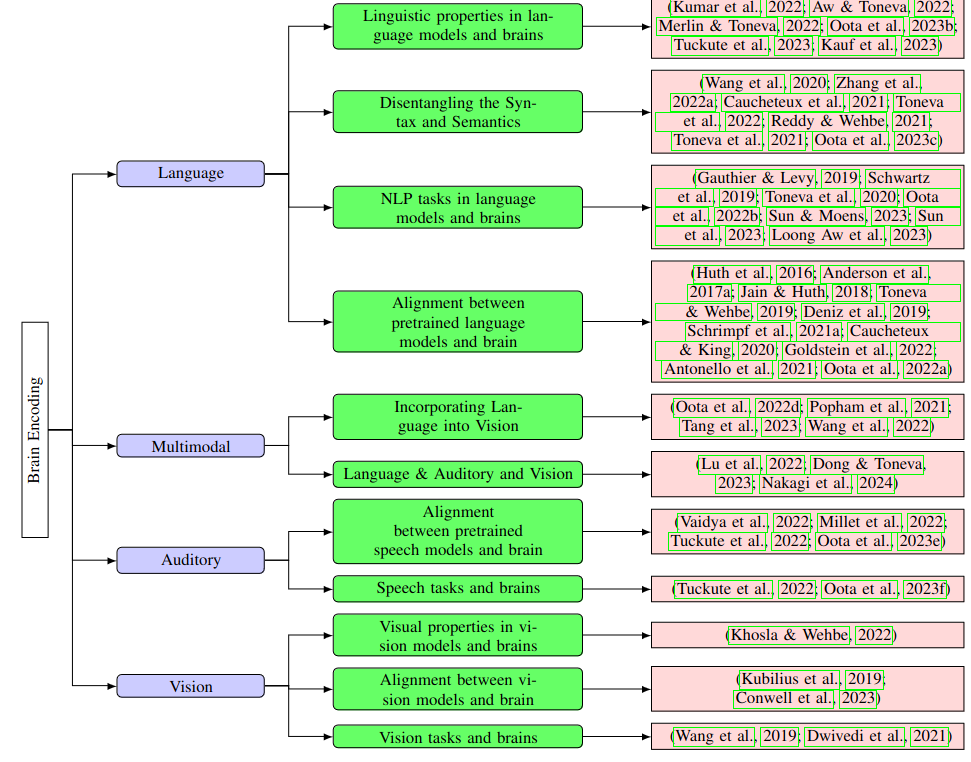 Brain Encoding
Language
Linguistic properties in lan-
guage models and brains
(Kumar et al., 2022; Aw & Toneva, 2022;
Merlin & Toneva, 2022; Oota et al., 2023b;
Tuckute et al., 2023; Kauf et al., 2023)
Disentangling the Syn-
tax and Semantics
(Wang et al., 2020; Zhang et al.,
2022a; Caucheteux et al., 2021; Toneva
et al., 2022; Reddy & Wehbe, 2021;
Toneva et al., 2021; Oota et al., 2023c)
NLP tasks in language
models and brains
(Gauthier & Levy, 2019; Schwartz
et al., 2019; Toneva et al., 2020; Oota
et al., 2022b; Sun & Moens, 2023; Sun
et al., 2023; Loong Aw et al., 2023)
Alignment between
pretrained language
models and brain
(Huth et al., 2016; Anderson et al.,
2017a; Jain & Huth, 2018; Toneva
& Wehbe, 2019; Deniz et al., 2019;
Schrimpf et al., 2021a; Caucheteux
& King, 2020; Goldstein et al., 2022;
Antonello et al., 2021; Oota et al., 2022a)
Multimodal
Incorporating Lan-
guage into Vision
(Oota et al., 2022d; Popham et al., 2021;
Tang et al., 2023; Wang et al., 2022)
Language & Auditory and Vision
(Lu et al., 2022; Dong & Toneva,
2023; Nakagi et al., 2024)
Auditory
Alignment
between pretrained
speech models and brain
(Vaidya et al., 2022; Millet et al., 2022;
Tuckute et al., 2022; Oota et al., 2023e)
Speech tasks and brains
(Tuckute et al., 2022; Oota et al., 2023f)
Vision
Visual properties in vi-
sion models and brains
(Khosla & Wehbe, 2022)
Alignment between vi-
sion models and brain
(Kubilius et al., 2019;
Conwell et al., 2023)
Vision tasks and brains
(Wang et al., 2019; Dwivedi et al., 2021)